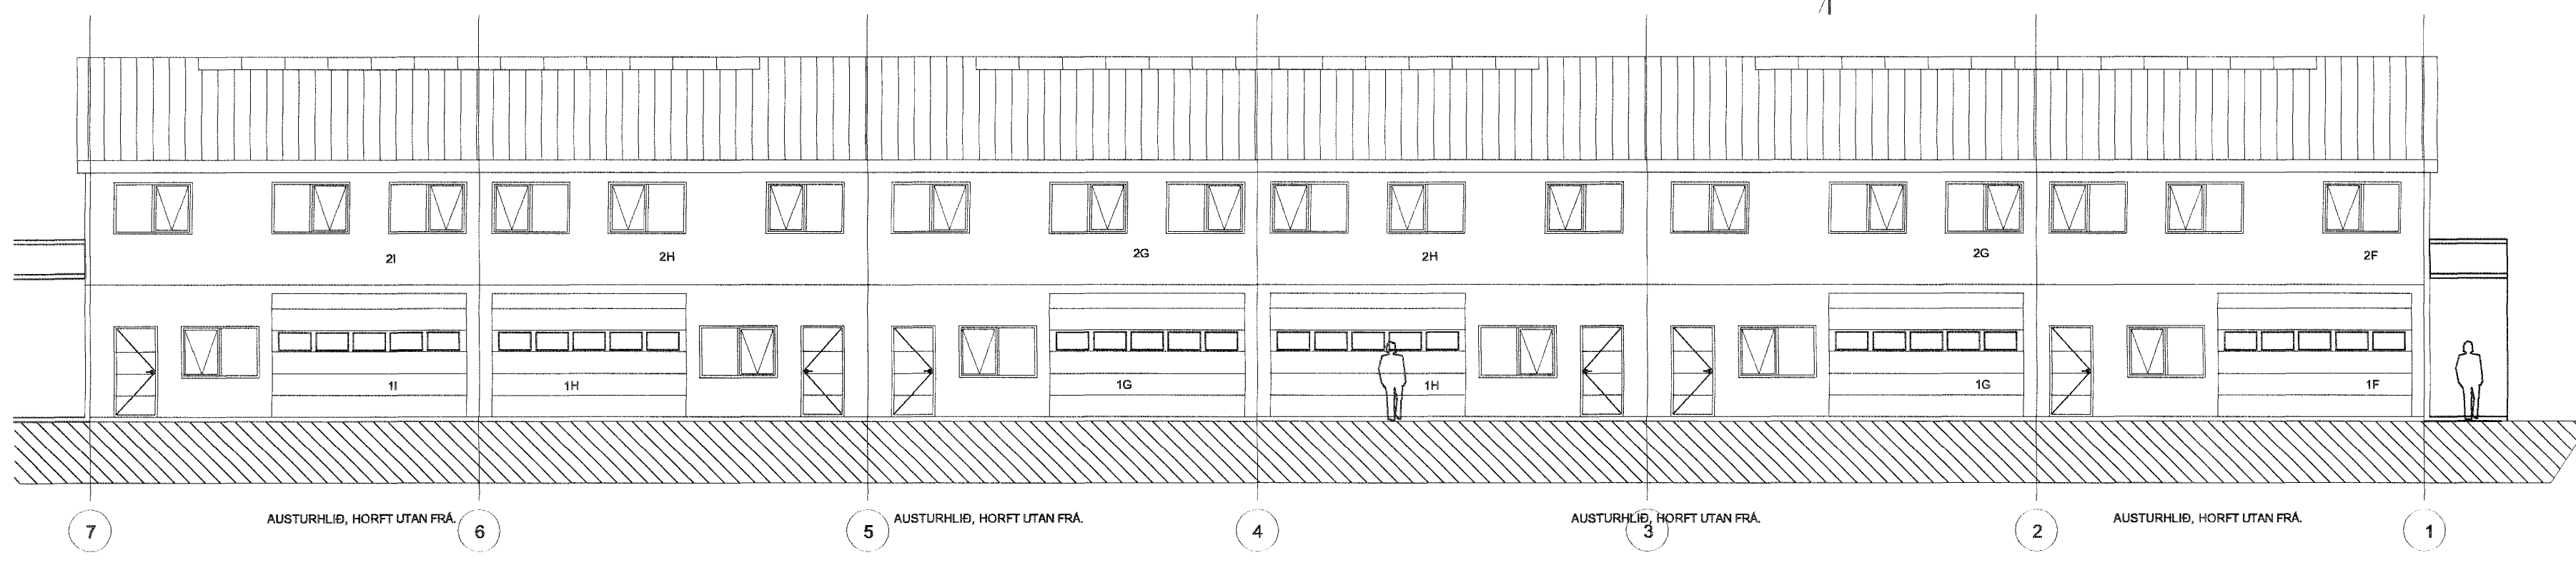 2I
2H
2G
2H
2G
2F
1I
1H
1G
1H
1G
1F
AUSTURHLIÐ, HORFT UTAN FRÁ.
AUSTURHLIÐ, HORFT UTAN FRÁ.
AUSTURHLIÐ, HORFT UTAN FRÁ.
AUSTURHLIÐ, HORFT UTAN FRÁ.
7
6
5
4
3
2
1